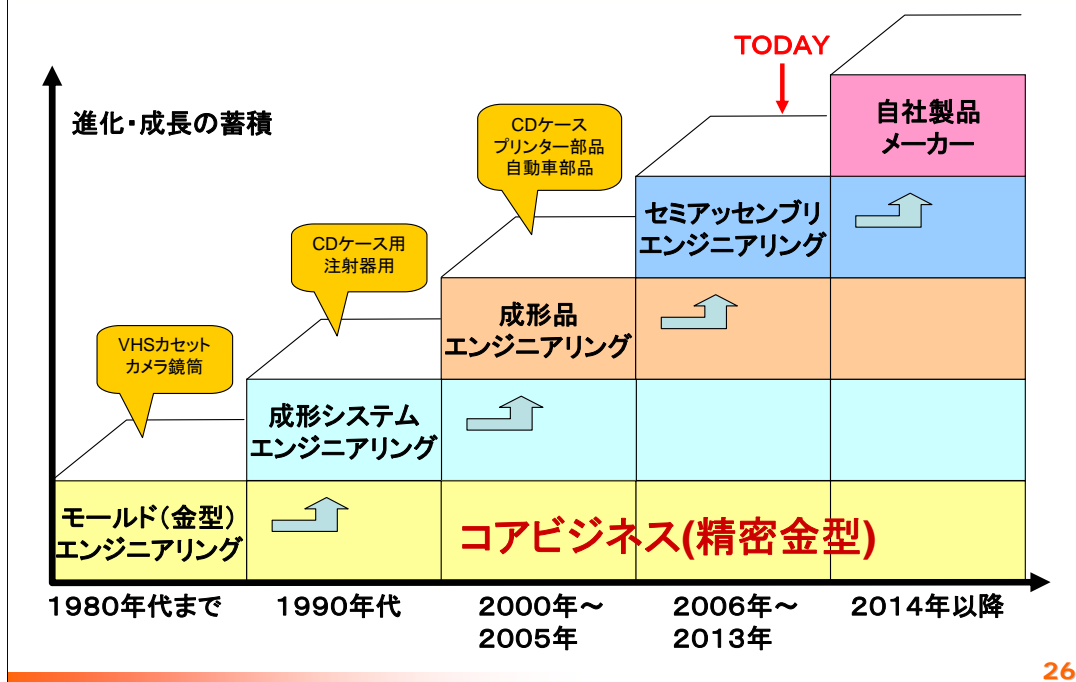 TODAY
進化・成長の蓄積
自社製品
メーカー
CDケース
プリンター部品
自動車部品
セミアッセンブリ
エンジニアリング
CDケース用
注射器用
成形品
エンジニアリング
VHSカセット
カメラ鏡筒
成形システム
エンジニアリング
モールド(金型)
エンジニアリング
コアビジネス(精密金型)
1980年代まで
1990年代
2000年～
2005年
2006年～
2013年
2014年以降
26